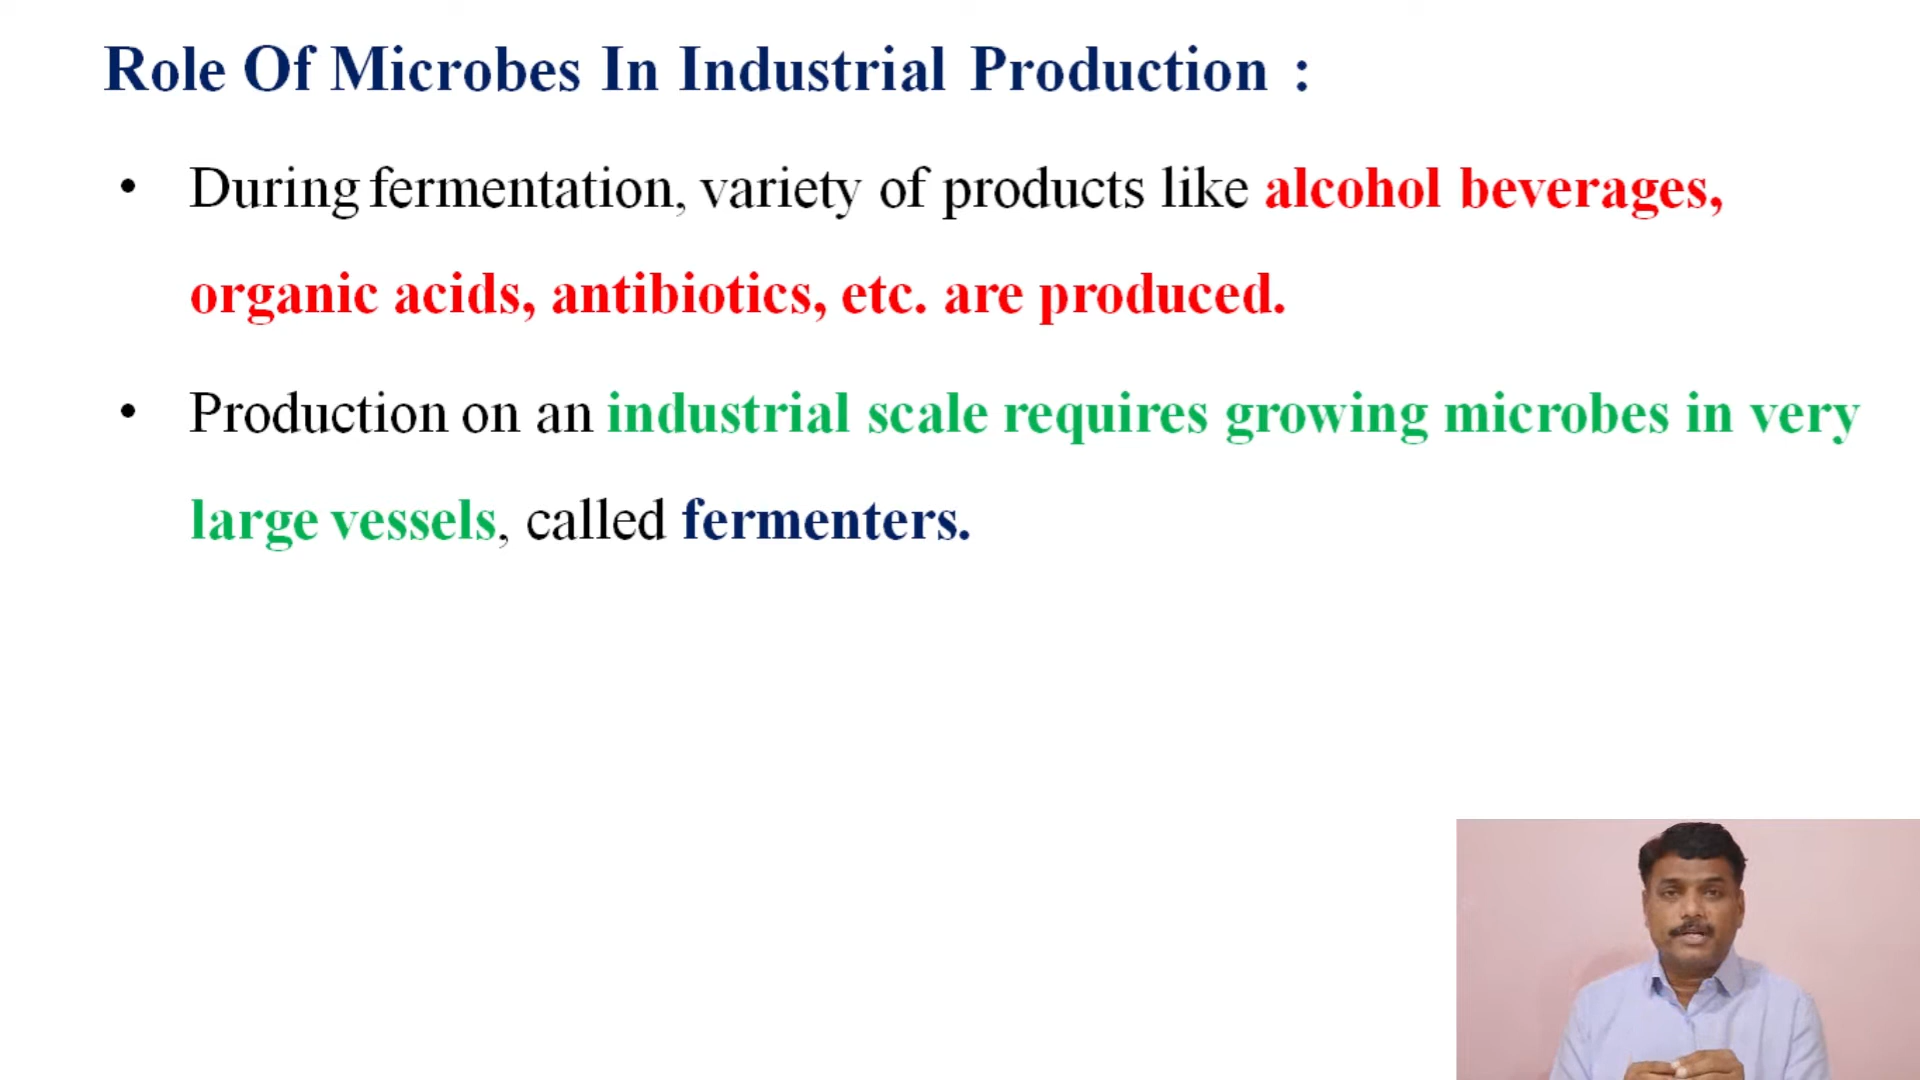 Role Of Microbes In Industrial Production :
• During fermentation, variety of products like alcohol beverages,
organic acids, antibiotics, etc. are produced.
• Production on an industrial scale requires growing microbes in very
large vessels, called fermenters.